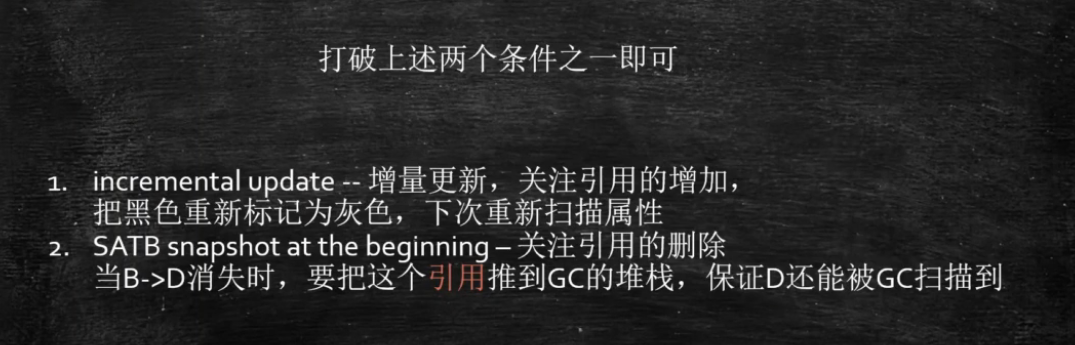 打破上述两个条件之一即可
1. incremental update -- 增量更新，关注引用的增加，
把黑色重新标记为灰色，下次重新扫描属性
2. SATB snapshot at the beginning – 关注引用的删除
当B->D消失时，要把这个引用推到GC的堆栈，保证D还能被GC扫描到